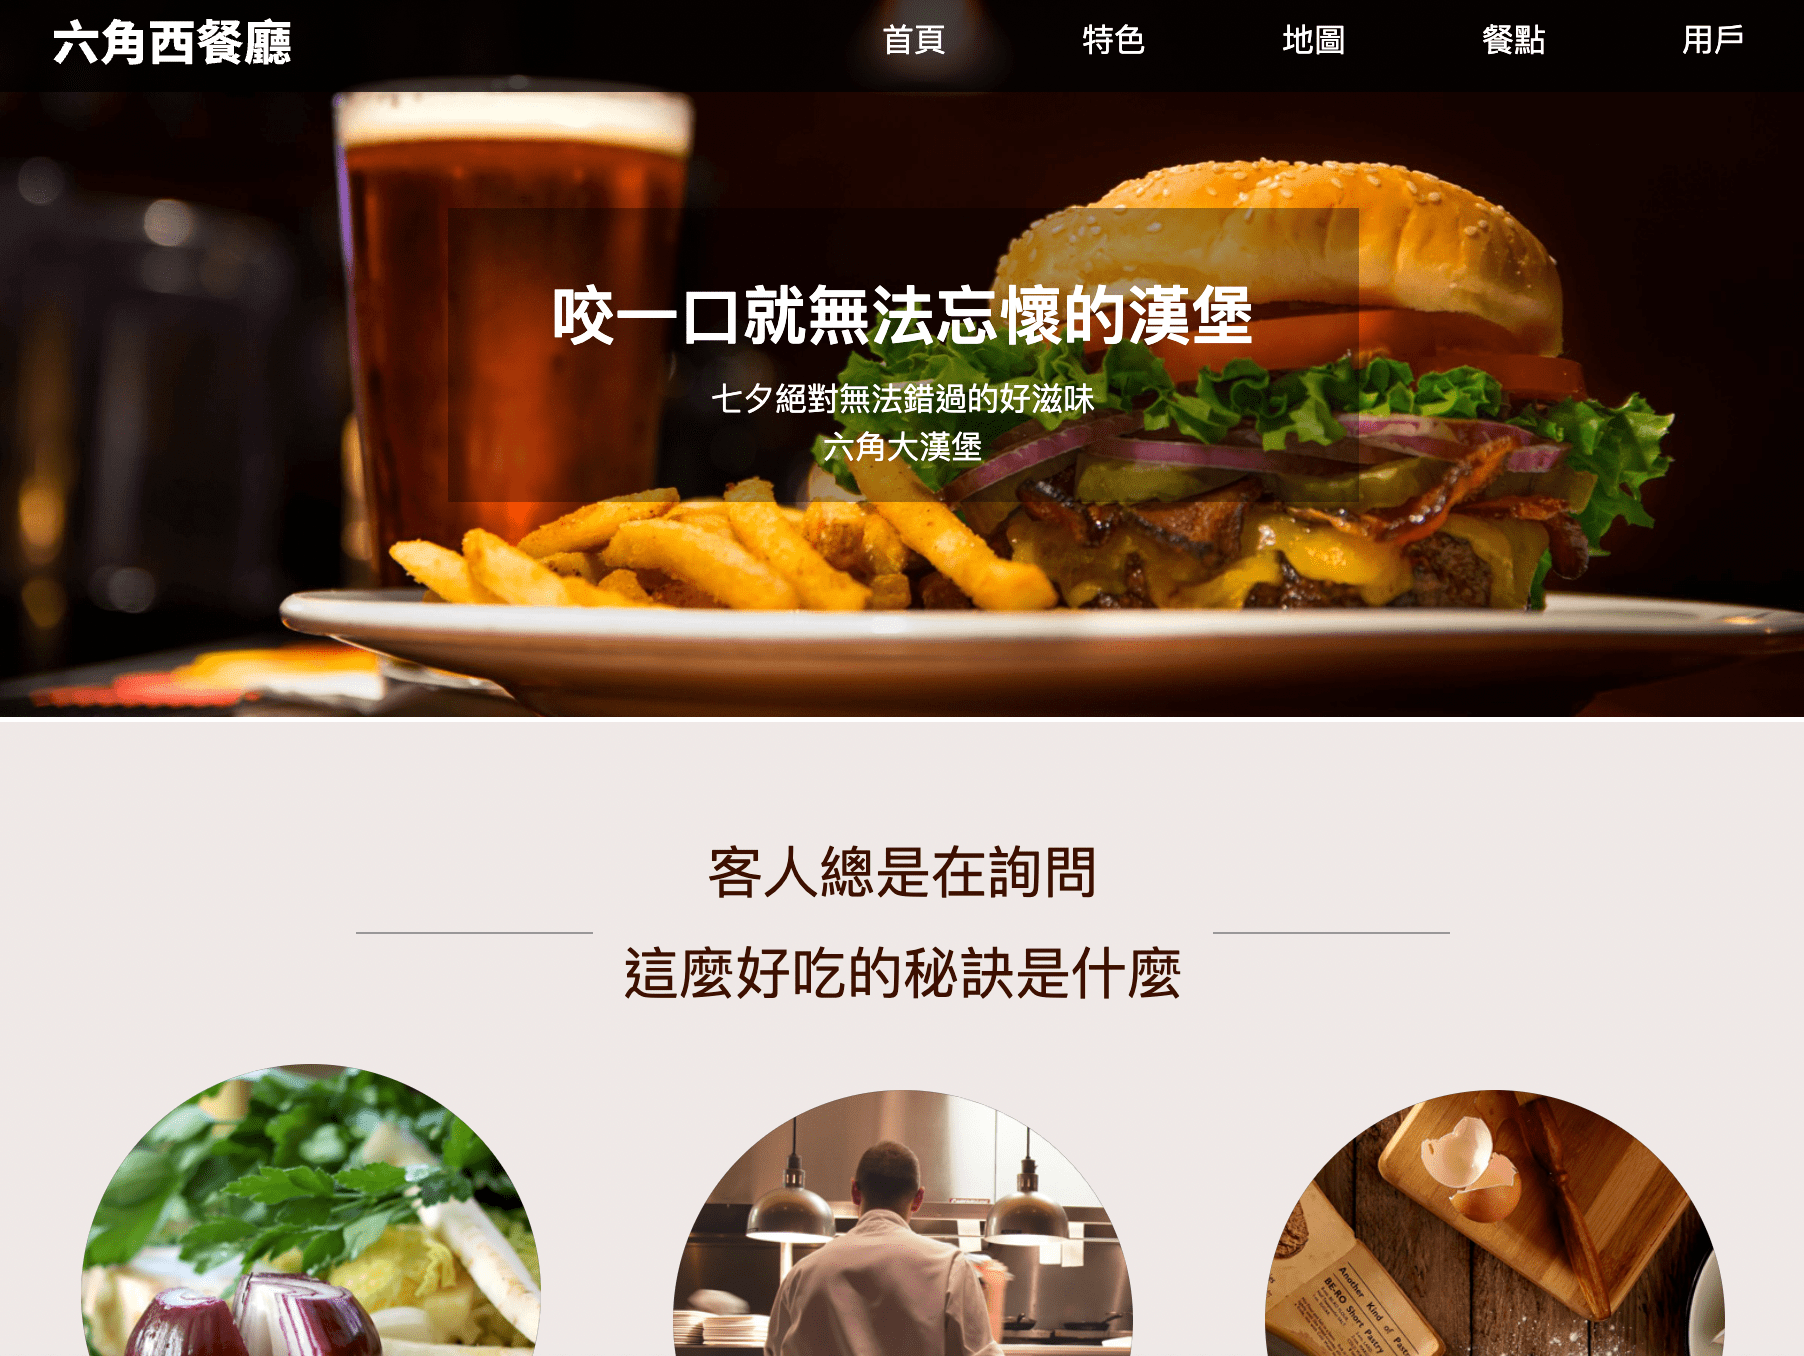 六角西餐廳
首頁
特色
地圖
餐點
用戶
咬一口就無法忘懷的漢堡
七夕絕對無法錯過的好滋味
六角大漢堡
客人總是在詢問
這麼好吃的秘訣是什麼
Another Kind of Pastr
BE-RO Short Pastry